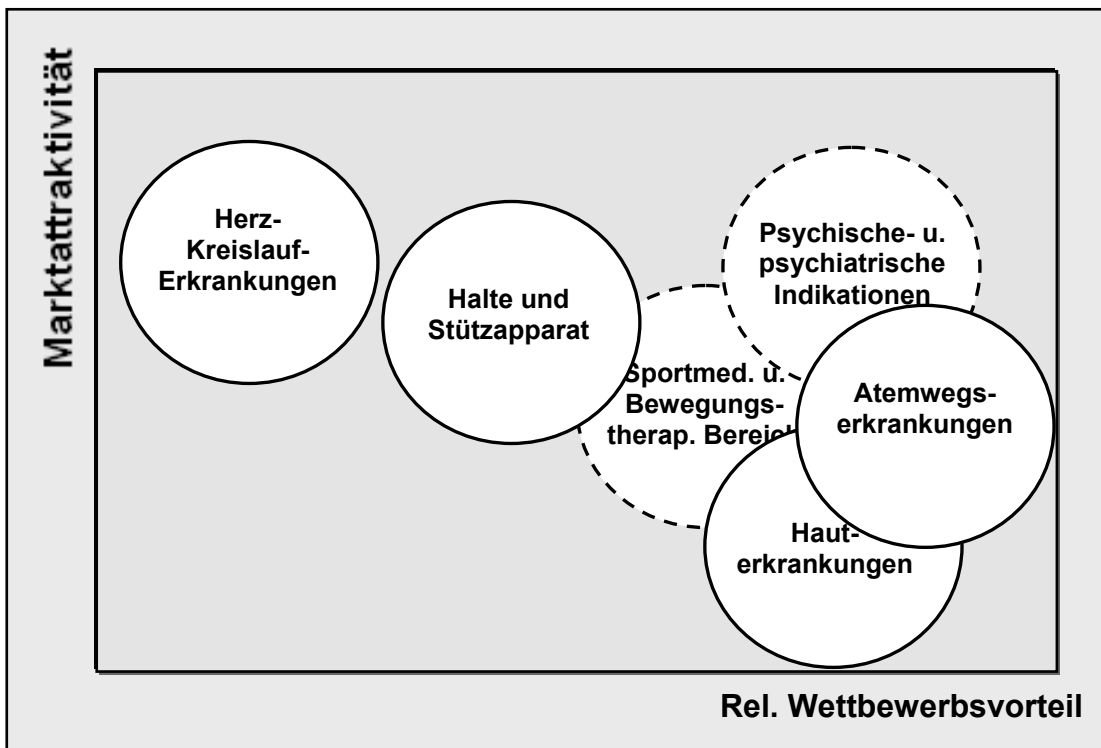 Marktattraktivität
Herz-
Kreislauf-
Erkrankungen
Halte und
Stützapparat
Psychische- u.
psychiatrische
Indikationen
Sportmed. u.
Bewegungs-
therap. Bereich
Atemwegs-
erkrankungen
Haut-
erkrankungen
Rel. Wettbewerbsvorteil